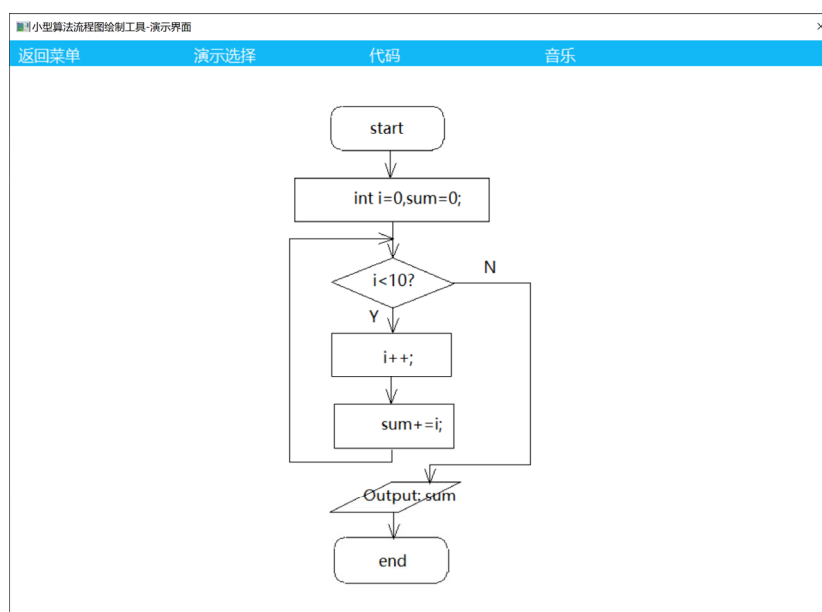 小型算法流程图绘制工具-演示界面
返回菜单 演示选择 代码 音乐
start
int i=0,sum=0;
i<10?
N
Y
i++;
sum+=i;
Output: sum
end